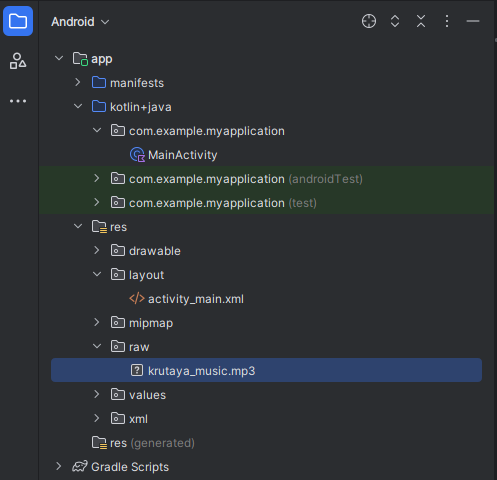 Android
app
manifests
kotlin+java
com.example.myapplication
MainActivity
com.example.myapplication (androidTest)
com.example.myapplication (test)
res
drawable
layout
activity_main.xml
mipmap
raw
krutaya_music.mp3
values
xml
res (generated)
Gradle Scripts